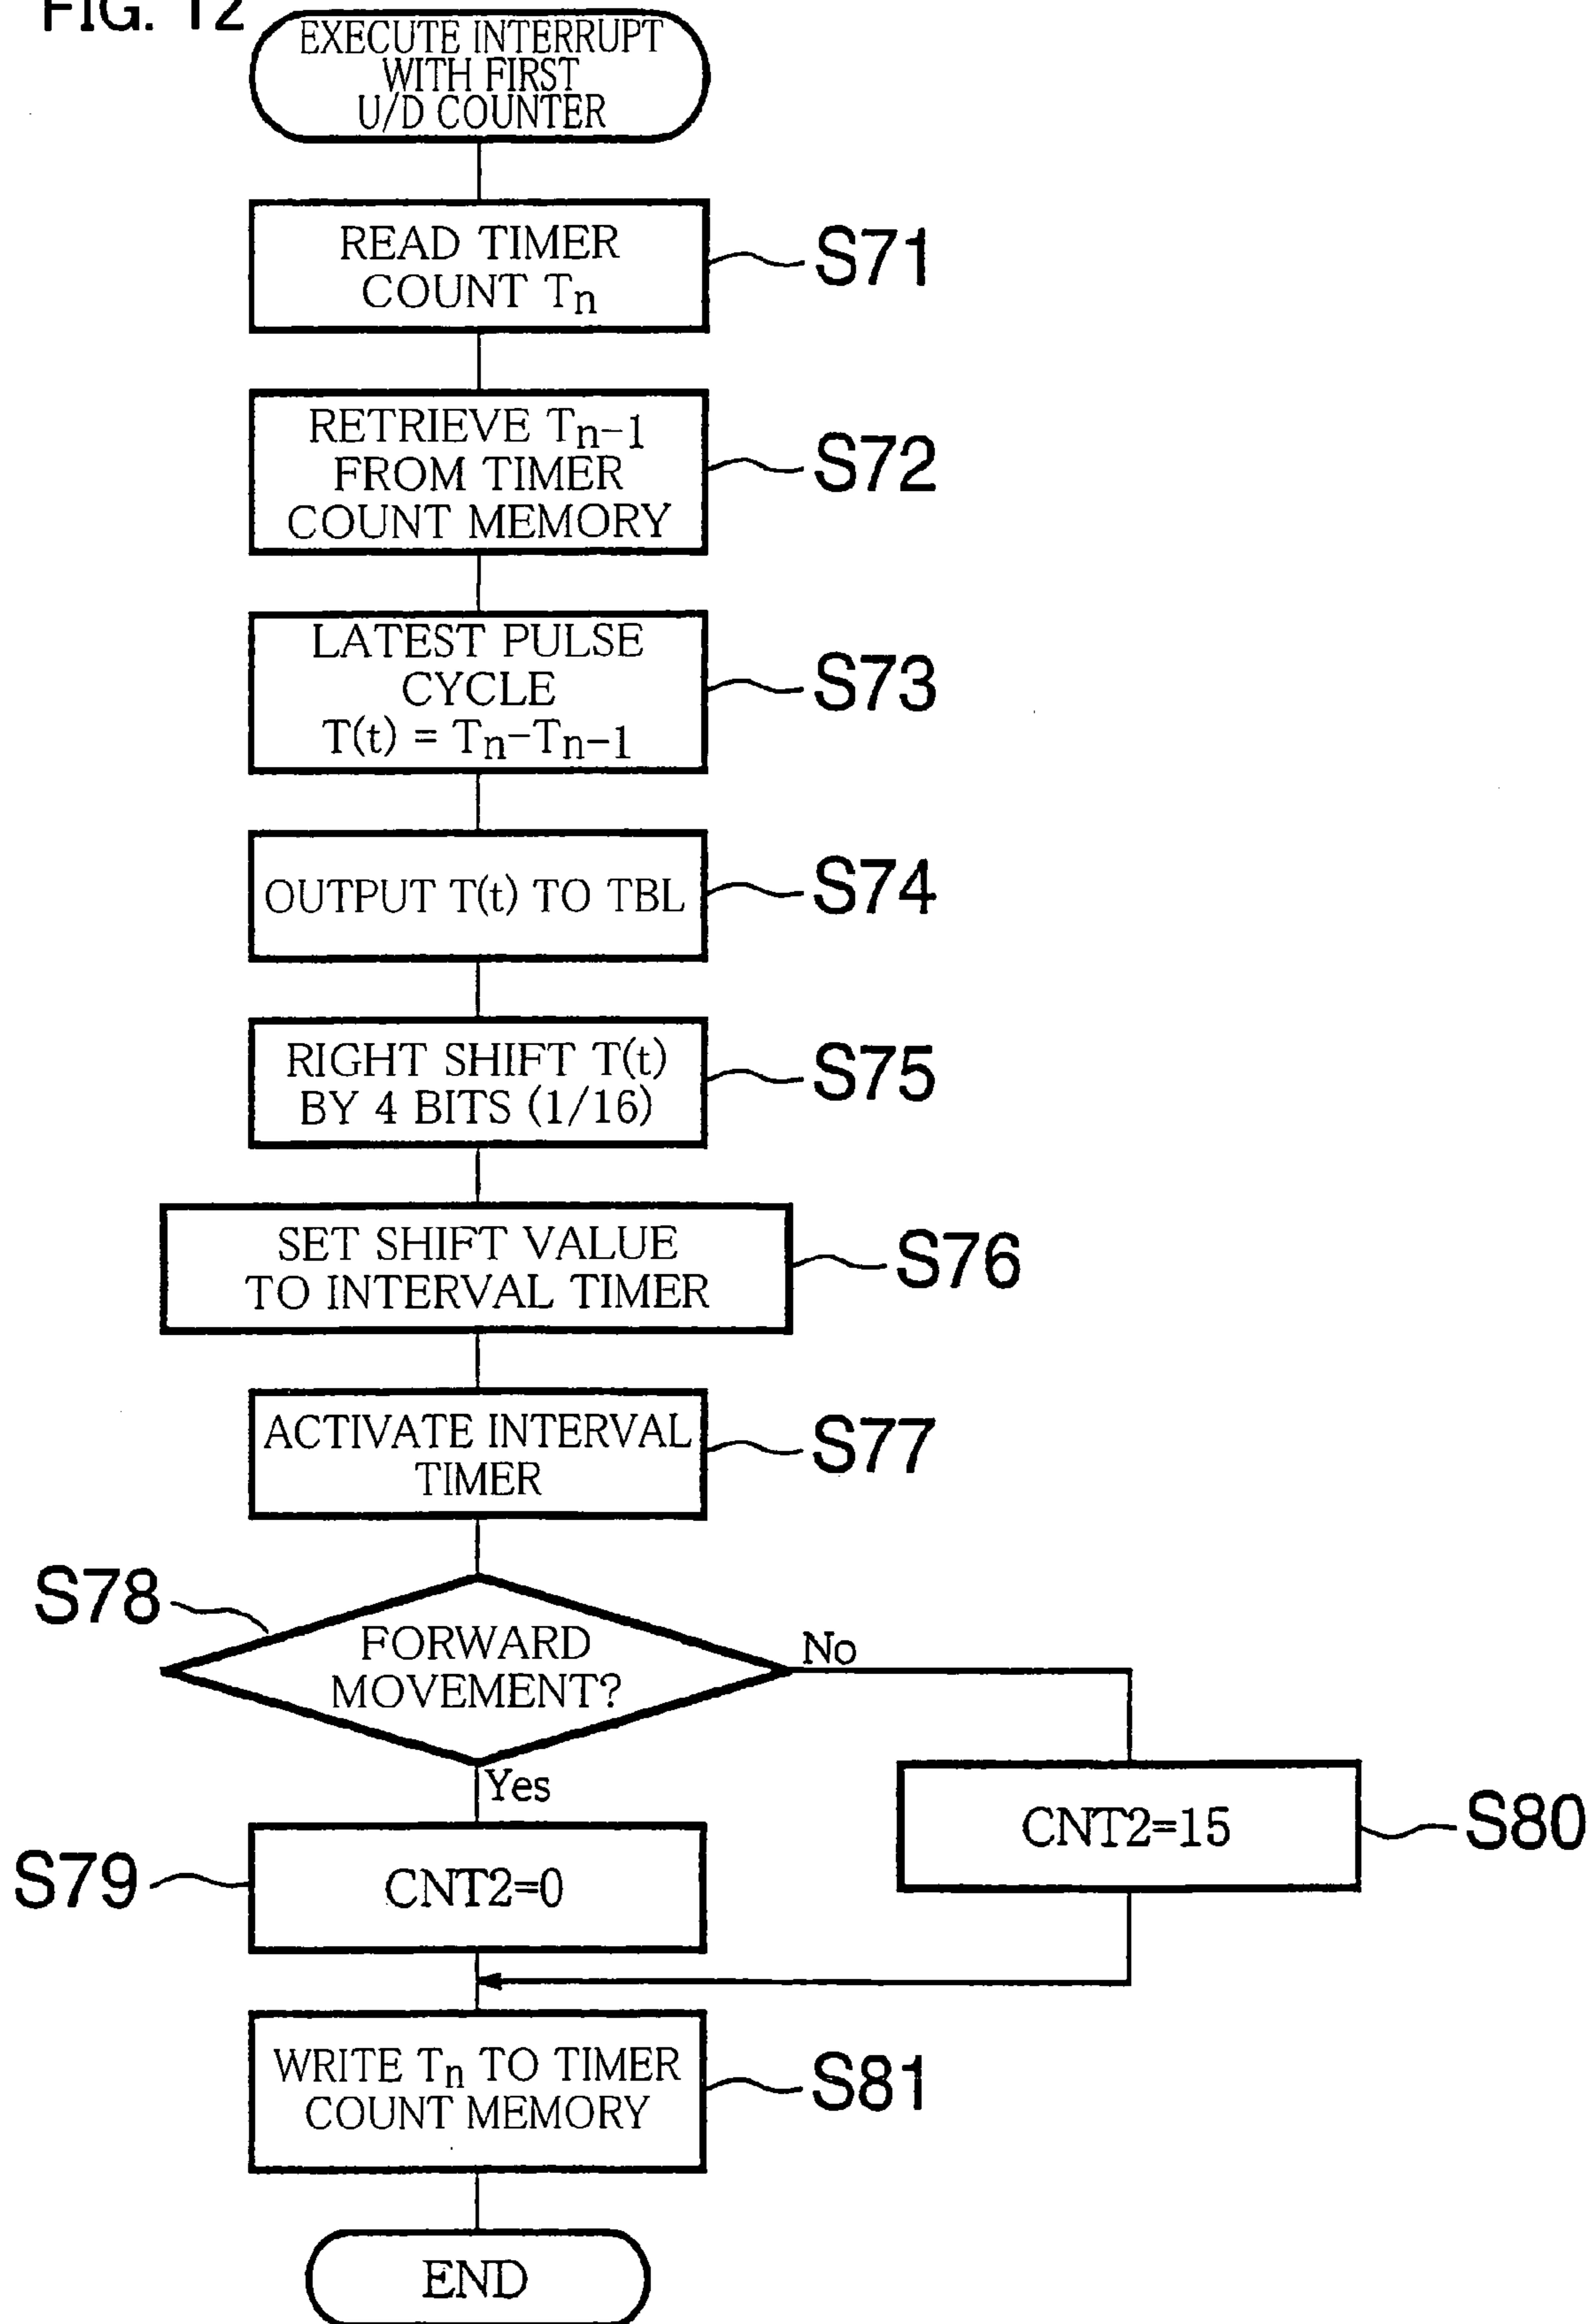 FIG. 12
EXECUTE INTERRUPT
WITH FIRST
U/D COUNTER
READ TIMER
COUNT Tn
S71
RETRIEVE Tn-1
FROM TIMER
COUNT MEMORY
S72
LATEST PULSE
CYCLE
T(t) = Tn-Tn-1
S73
OUTPUT T(t) TO TBL
S74
RIGHT SHIFT T(t)
BY 4 BITS (1/16)
S75
SET SHIFT VALUE
TO INTERVAL TIMER
S76
ACTIVATE INTERVAL
TIMER
S77
S78
FORWARD
MOVEMENT?
No
Yes
CNT2=15
S80
S79
CNT2=0
WRITE Tn TO TIMER
COUNT MEMORY
S81
END